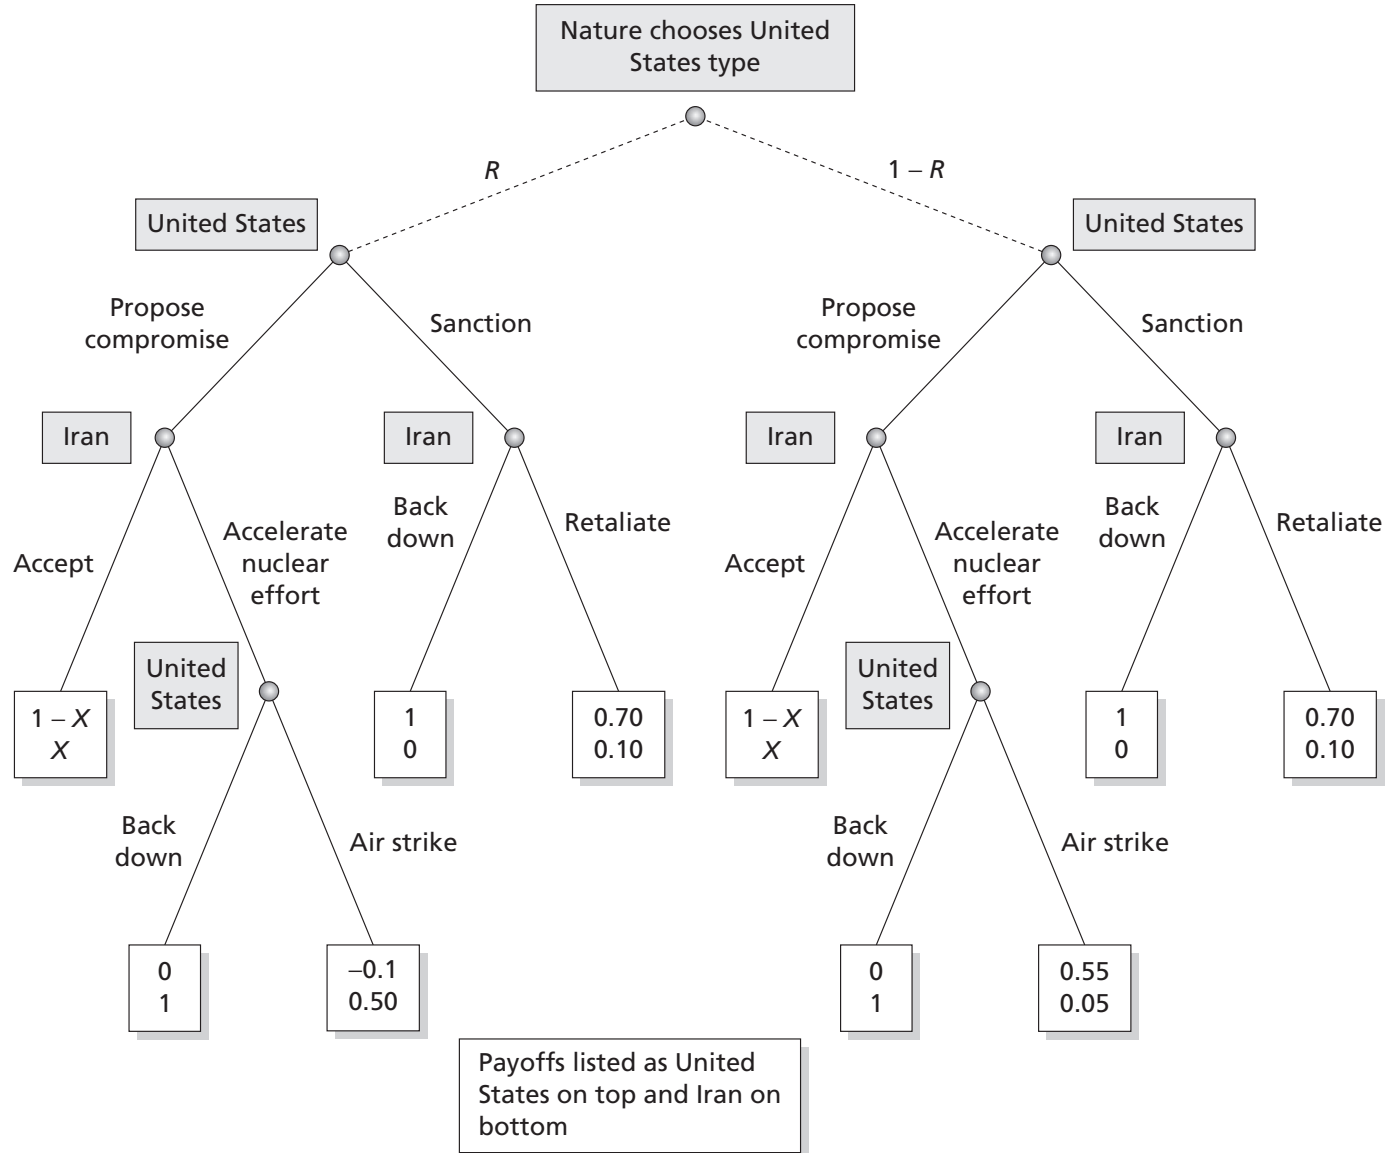 Nature chooses United
States type
R
1 – R
United States
United States
Propose
compromise
Sanction
Propose
compromise
Sanction
Iran
Iran
Iran
Iran
Accept
Accelerate
nuclear
effort
Back
down
Retaliate
Accept
Accelerate
nuclear
effort
Back
down
Retaliate
United
States
United
States
1 – X
X
1
0
0.70
0.10
1 – X
X
1
0
0.70
0.10
Back
down
Air strike
Back
down
Air strike
0
1
–0.1
0.50
0
1
0.55
0.05
Payoffs listed as United
States on top and Iran on
bottom